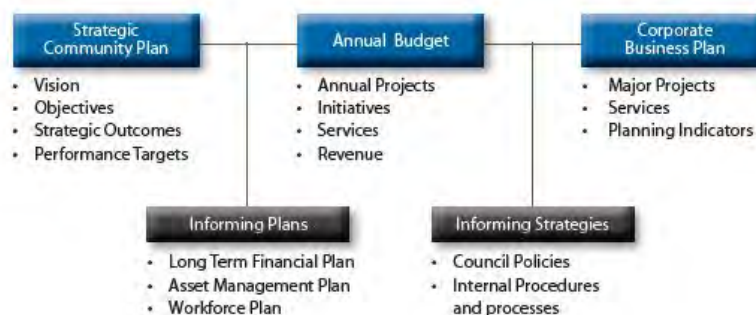 Strategic
Community Plan
Annual Budget
Corporate
Business Plan
• Vision
• Objectives
• Strategic Outcomes
• Performance Targets
• Annual Projects
• Initiatives
• Services
• Revenue
• Major Projects
• Services
• Planning Indicators
Informing Plans
• Long Term Financial Plan
• Asset Management Plan
• Workforce Plan
Informing Strategies
• Council Policies
• Internal Procedures
and processes